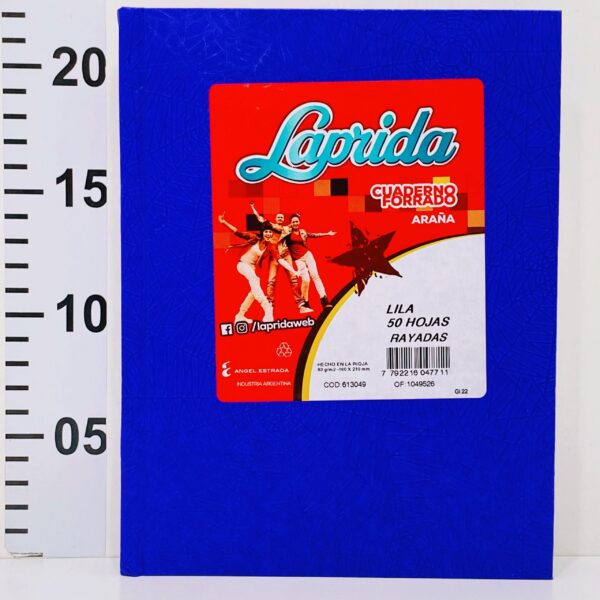 20
15
10
05
Laprida
CUADERNO
FORRADO
ARAÑA
LILA
50 HOJAS
RAYADAS
/lapridaweb
ANGEL ESTRADA
INDUSTRIA ARGENTINA
HECHO EN LA RIOJA
COD: 613049
7 792216 047711
OF: 1049526
GI 22